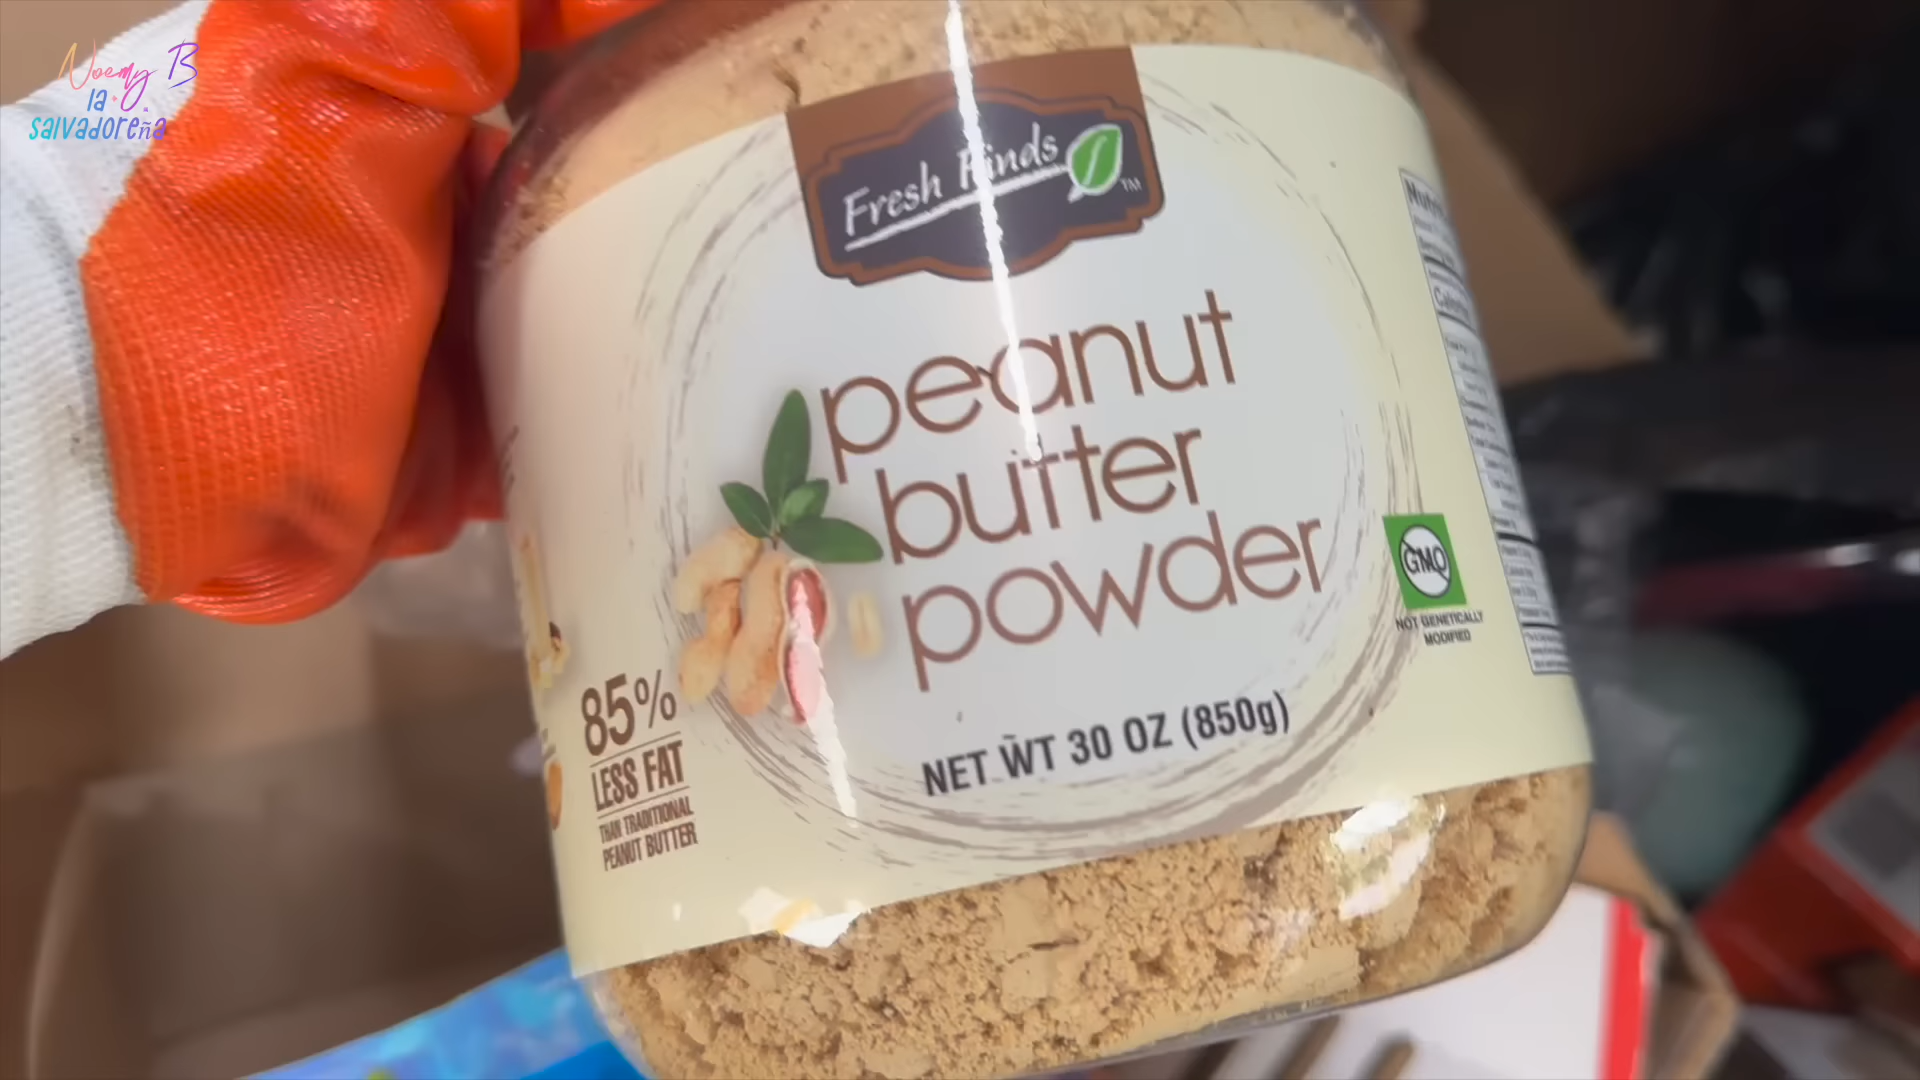 Noemy B
la
salvadoreña
Fresh Finds
TM
peanut
butter
powder
NET WT 30 OZ (850g)
85%
LESS FAT
THAN TRADITIONAL
PEANUT BUTTER
GMO
NOT GENETICALLY
MODIFIED